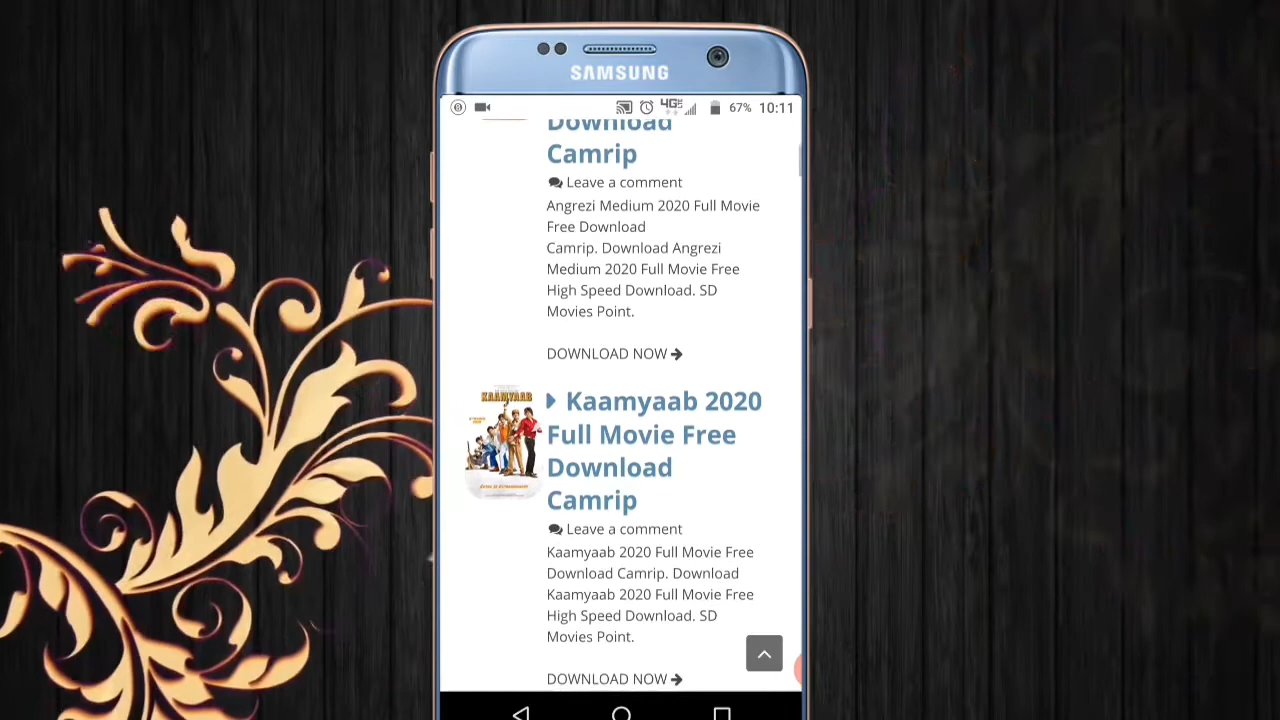 SAMSUNG
67% 10:11
Download
Camrip
Leave a comment
Angrezi Medium 2020 Full Movie
Free Download
Camrip. Download Angrezi
Medium 2020 Full Movie Free
High Speed Download. SD
Movies Point.
DOWNLOAD NOW
KAAMYAAB
Kaamyaab 2020
Full Movie Free
Download
Camrip
Leave a comment
Kaamyaab 2020 Full Movie Free
Download Camrip. Download
Kaamyaab 2020 Full Movie Free
High Speed Download. SD
Movies Point.
DOWNLOAD NOW